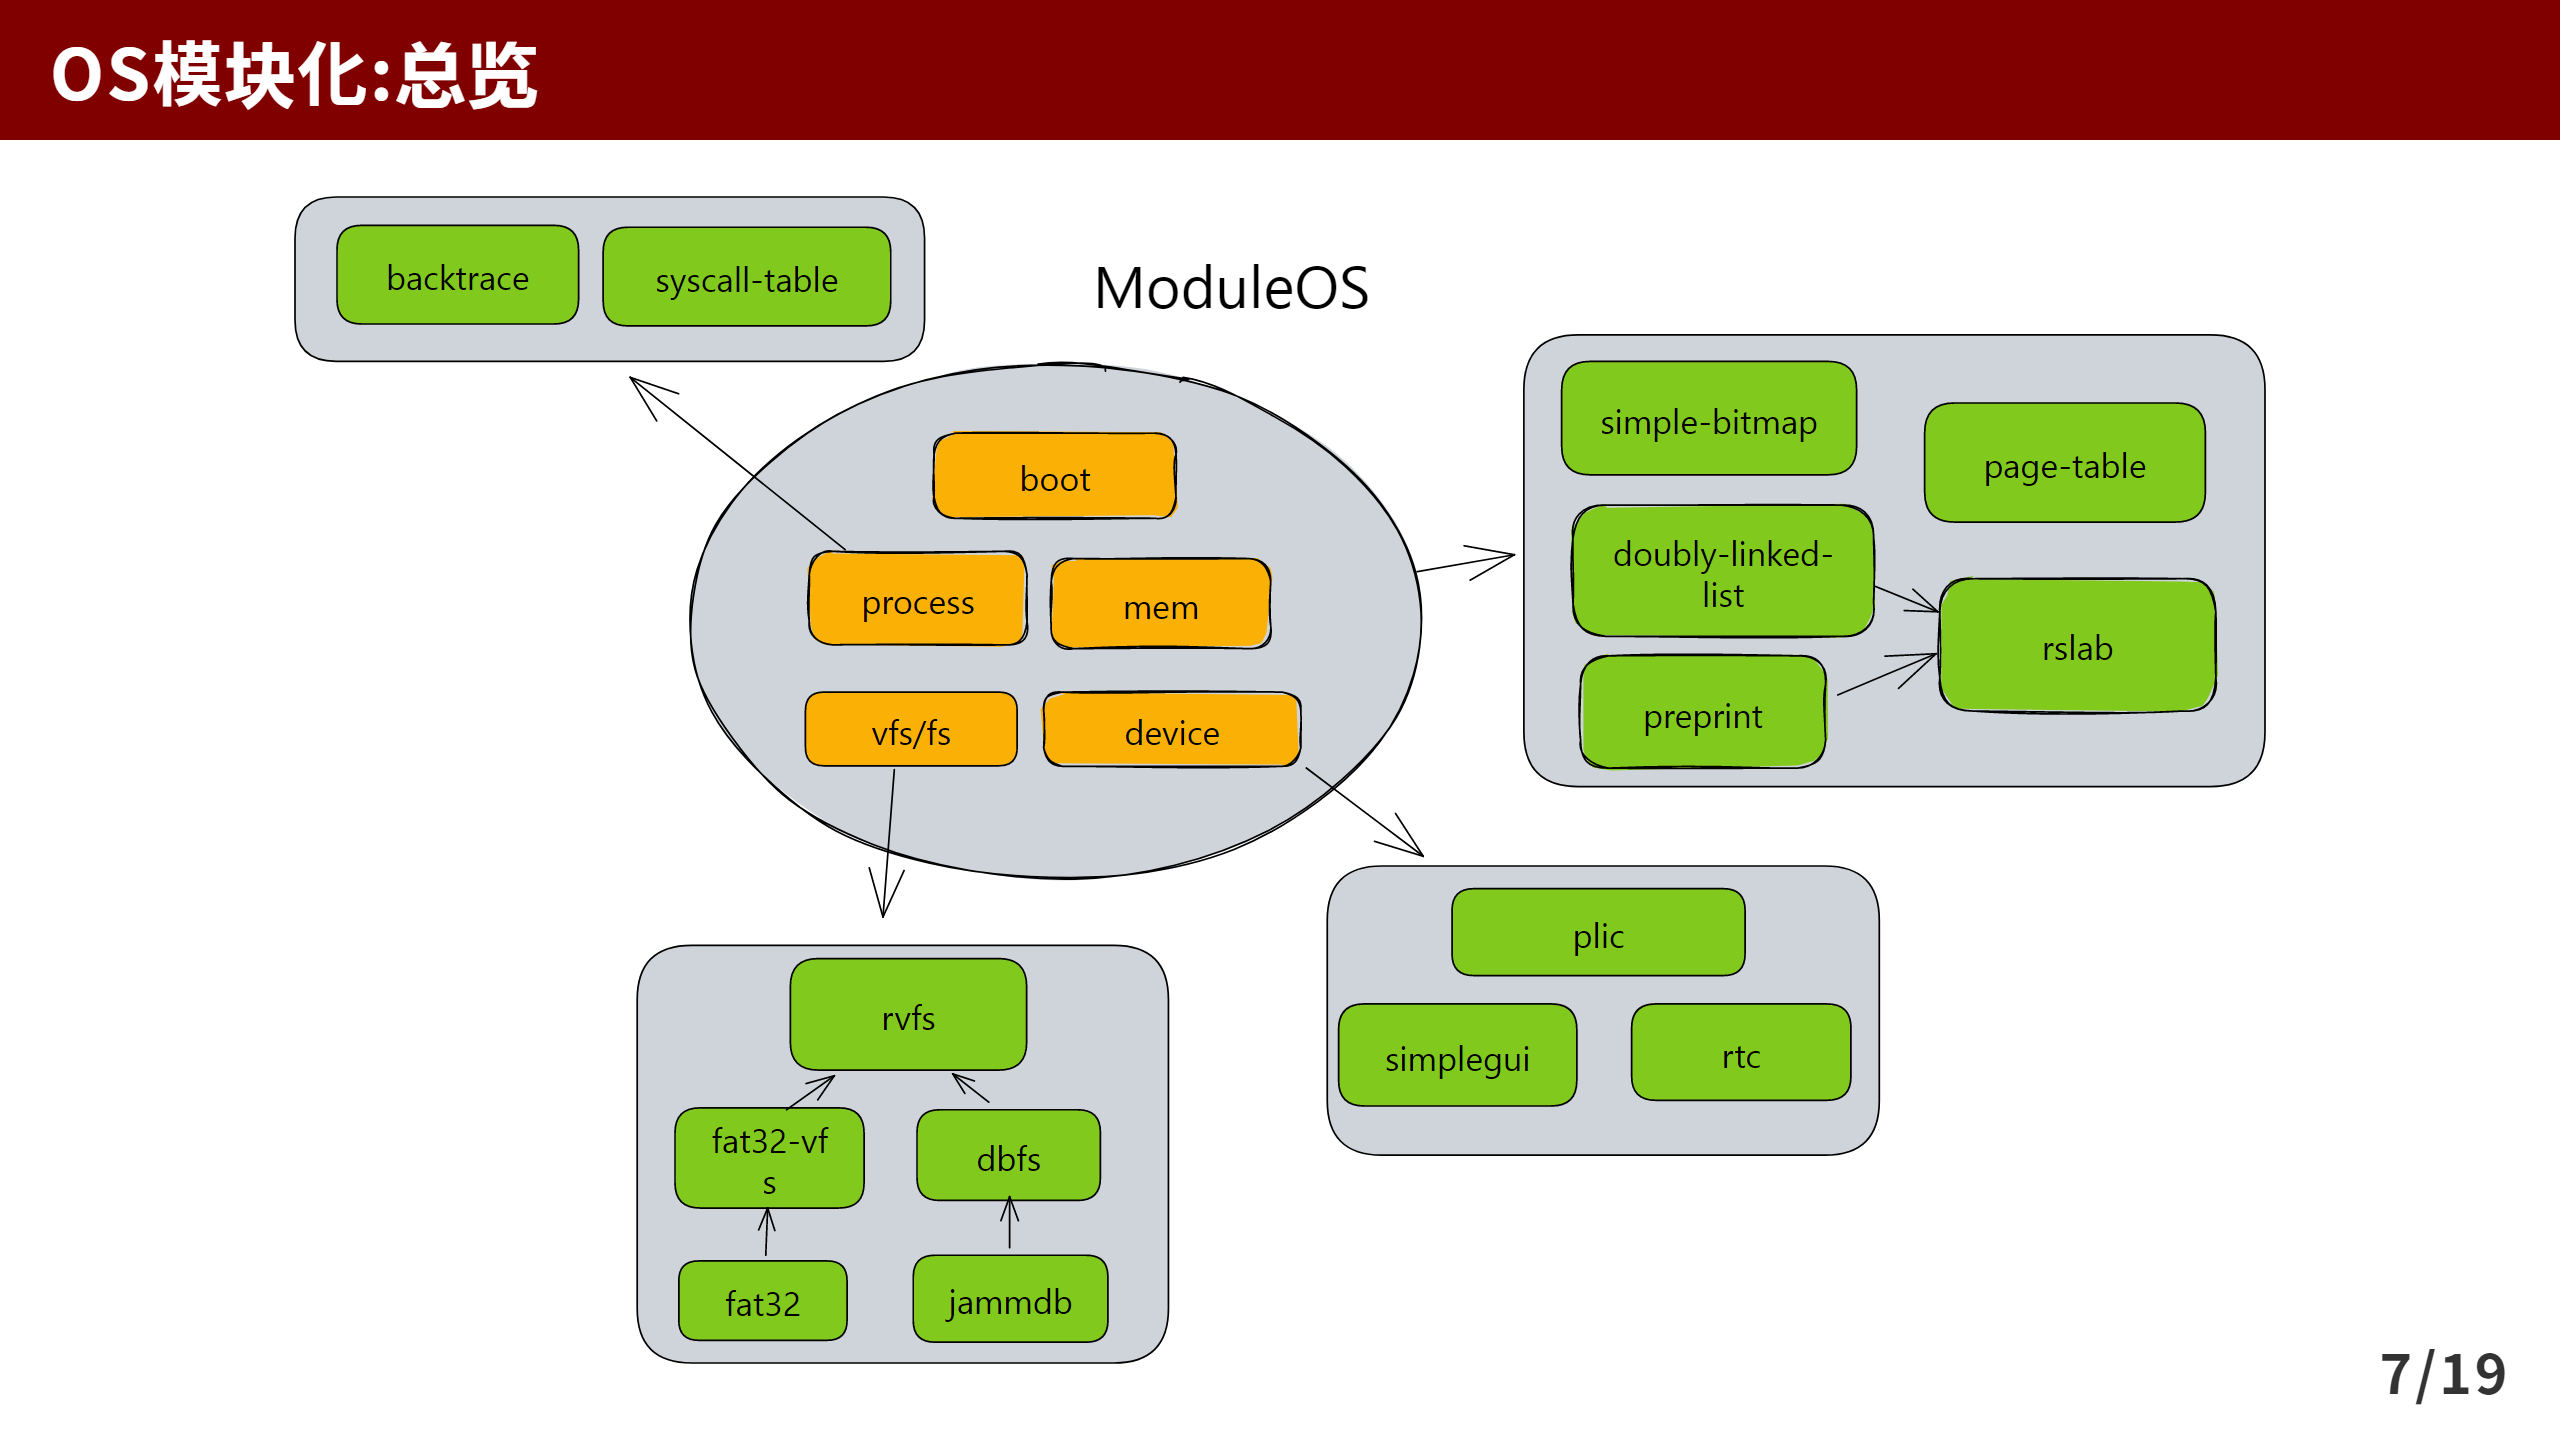 OS模块化:总览
backtrace
syscall-table
ModuleOS
boot
process
mem
vfs/fs
device
simple-bitmap
page-table
doubly-linked-
list
rslab
preprint
plic
simplegui
rtc
rvfs
fat32-vf
s
dbfs
fat32
jammdb
7/19